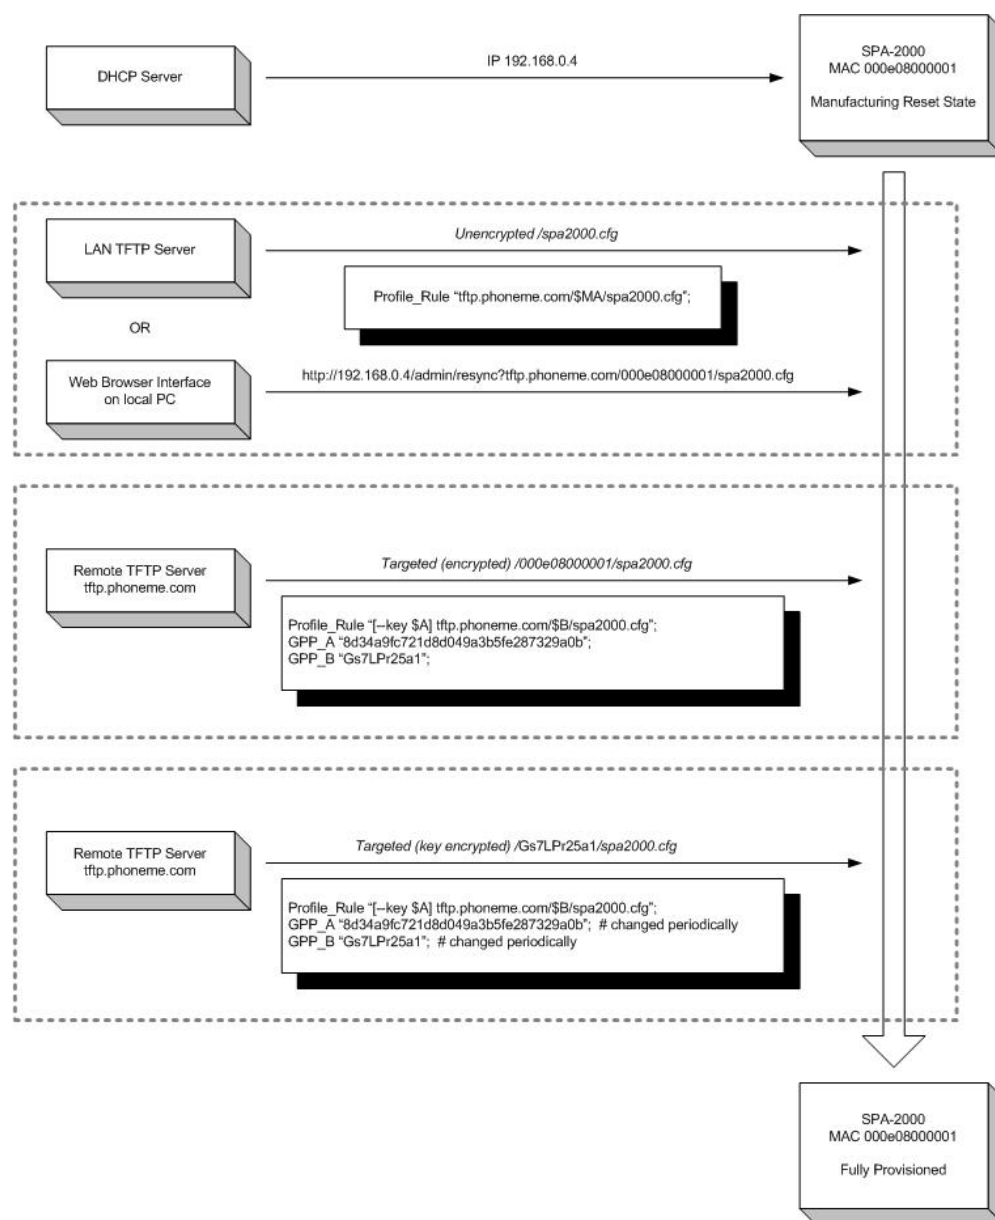 DHCP Server
IP 192.168.0.4
SPA-2000
MAC 000e08000001
Manufacturing Reset State
LAN TFTP Server
Unencrypted /spa2000.cfg
Profile_Rule “tftp.phoneme.com/$MA/spa2000.cfg”;
OR
Web Browser Interface
on local PC
http://192.168.0.4/admin/resync?tftp.phoneme.com/000e08000001/spa2000.cfg
Remote TFTP Server
tftp.phoneme.com
Targeted (encrypted) /000e08000001/spa2000.cfg
Profile_Rule “[--key $A] tftp.phoneme.com/$B/spa2000.cfg”;
GPP_A “8d34a9fc721d8d049a3b5fe287329a0b”;
GPP_B “Gs7LPr25a1”;
Remote TFTP Server
tftp.phoneme.com
Targeted (key encrypted) /Gs7LPr25a1/spa2000.cfg
Profile_Rule “[--key $A] tftp.phoneme.com/$B/spa2000.cfg”;
GPP_A “8d34a9fc721d8d049a3b5fe287329a0b”; # changed periodically
GPP_B “Gs7LPr25a1”; # changed periodically
SPA-2000
MAC 000e08000001
Fully Provisioned